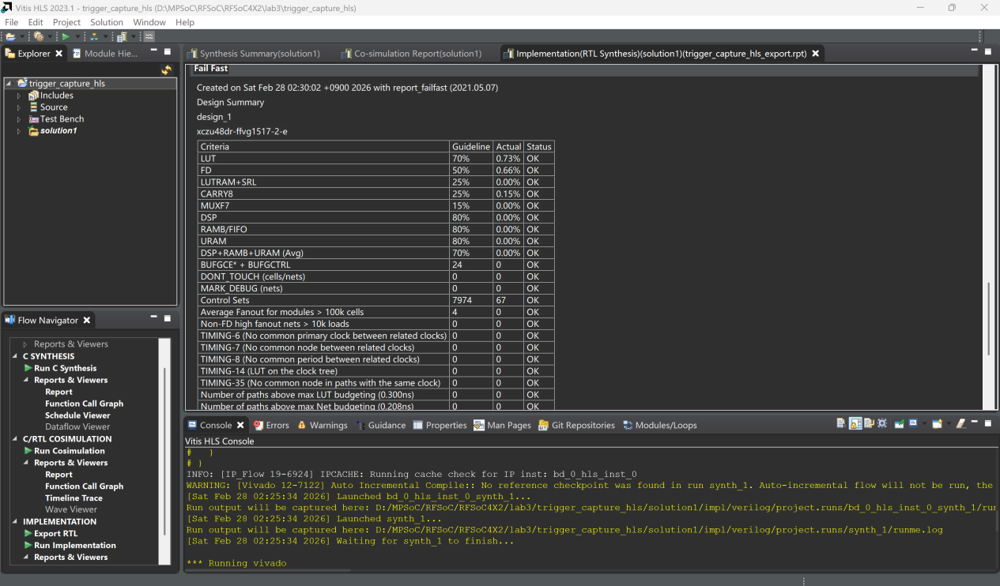 Vitis HLS 2023.1 - trigger_capture_hls (D:\MPSoC\RFSoC\RFSoC4X2\lab3\trigger_capture_hls)
File Edit Project Solution Window Help
Explorer Module Hie...
trigger_capture_hls
Includes
Source
Test Bench
solution1
Flow Navigator
Reports & Viewers
C SYNTHESIS
Run C Synthesis
Reports & Viewers
Report
Function Call Graph
Schedule Viewer
Dataflow Viewer
C/RTL COSIMULATION
Run Cosimulation
Reports & Viewers
Report
Function Call Graph
Timeline Trace
Wave Viewer
IMPLEMENTATION
Export RTL
Run Implementation
Reports & Viewers
Synthesis Summary(solution1) Co-simulation Report(solution1) Implementation(RTL Synthesis)(solution1)(trigger_capture_hls_export.rpt)
Fail Fast
Created on Sat Feb 28 02:30:02 +0900 2026 with report_failfast (2021.05.07)
Design Summary
design_1
xczu48dr-ffvg1517-2-e
Criteria Guideline Actual Status
LUT 70% 0.73% OK
FD 50% 0.66% OK
LUTRAM+SRL 25% 0.00% OK
CARRY8 25% 0.15% OK
MUXF7 15% 0.00% OK
DSP 80% 0.00% OK
RAMB/FIFO 80% 0.00% OK
URAM 80% 0.00% OK
DSP+RAMB+URAM (Avg) 70% 0.00% OK
BUFGCE* + BUFGCTRL 24 0 OK
DONT_TOUCH (cells/nets) 0 0 OK
MARK_DEBUG (nets) 0 0 OK
Control Sets 7974 67 OK
Average Fanout for modules > 100k cells 4 0 OK
Non-FD high fanout nets > 10k loads 0 0 OK
TIMING-6 (No common primary clock between related clocks) 0 0 OK
TIMING-7 (No common node between related clocks) 0 0 OK
TIMING-8 (No common period between related clocks) 0 0 OK
TIMING-14 (LUT on the clock tree) 0 0 OK
TIMING-35 (No common node in paths with the same clock) 0 0 OK
Number of paths above max LUT budgeting (0.300ns) 0 0 OK
Number of paths above max Net budgeting (0.208ns) 0 0 OK
Console Errors Warnings Guidance Properties Man Pages Git Repositories Modules/Loops
Vitis HLS Console
# }
# }
INFO: [IP_Flow 19-6924] IPCACHE: Running cache check for IP inst: bd_0_hls_inst_0
WARNING: [Vivado 12-7122] Auto Incremental Compile:: No reference checkpoint was found in run synth_1. Auto-incremental flow will not be run, the
[Sat Feb 28 02:25:34 2026] Launched bd_0_hls_inst_0_synth_1...
Run output will be captured here: D:/MPSoC/RFSoC/RFSoC4X2/lab3/trigger_capture_hls/solution1/impl/verilog/project.runs/bd_0_hls_inst_0_synth_1/run
[Sat Feb 28 02:25:34 2026] Launched synth_1...
Run output will be captured here: D:/MPSoC/RFSoC/RFSoC4X2/lab3/trigger_capture_hls/solution1/impl/verilog/project.runs/synth_1/runme.log
[Sat Feb 28 02:25:34 2026] Waiting for synth_1 to finish...
*** Running vivado